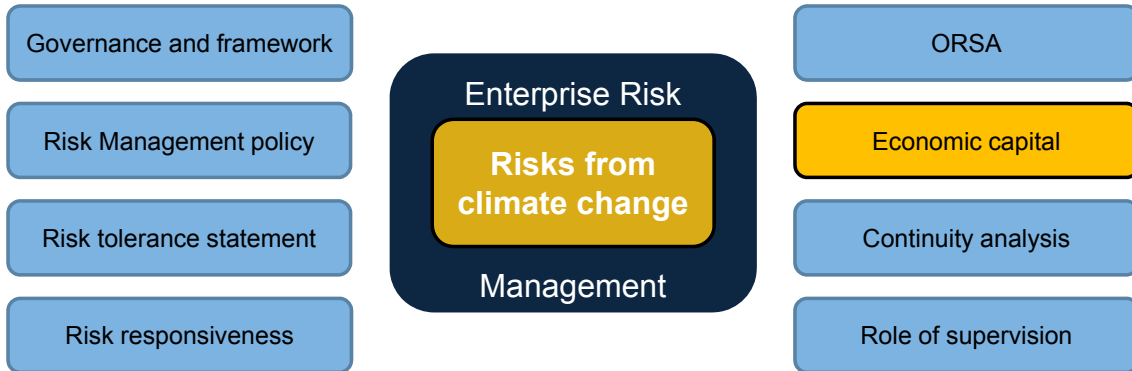 Governance and framework
Risk Management policy
Risk tolerance statement
Risk responsiveness
Enterprise Risk
Risks from
climate change
Management
ORSA
Economic capital
Continuity analysis
Role of supervision